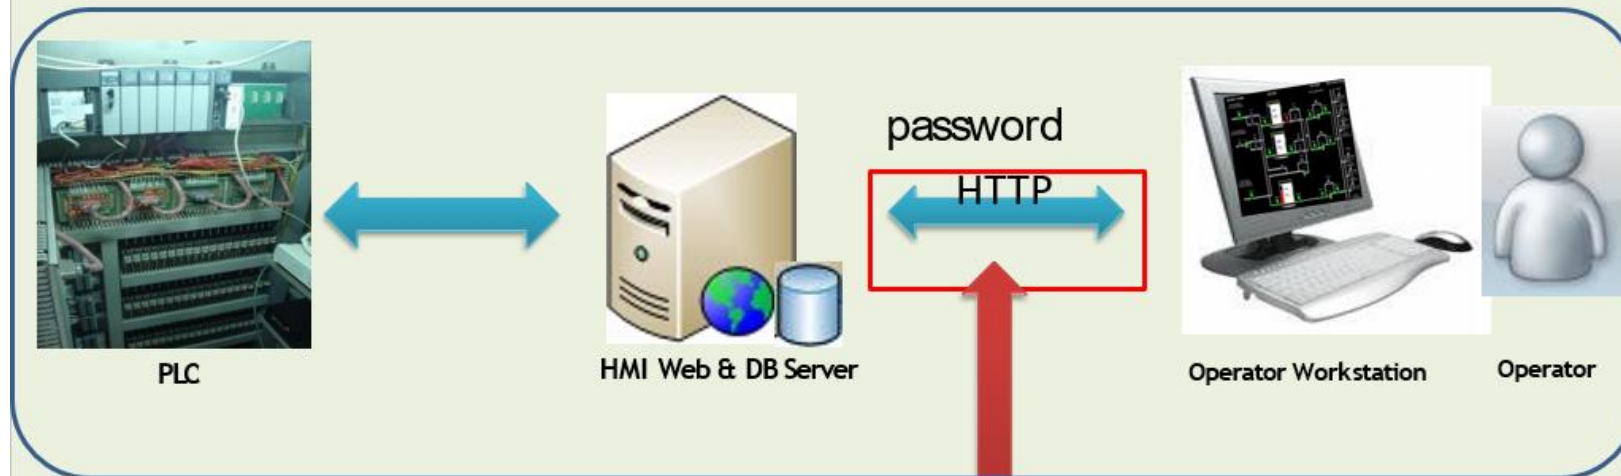 password
HTTP
PLC
HMI Web & DB Server
Operator Workstation
Operator